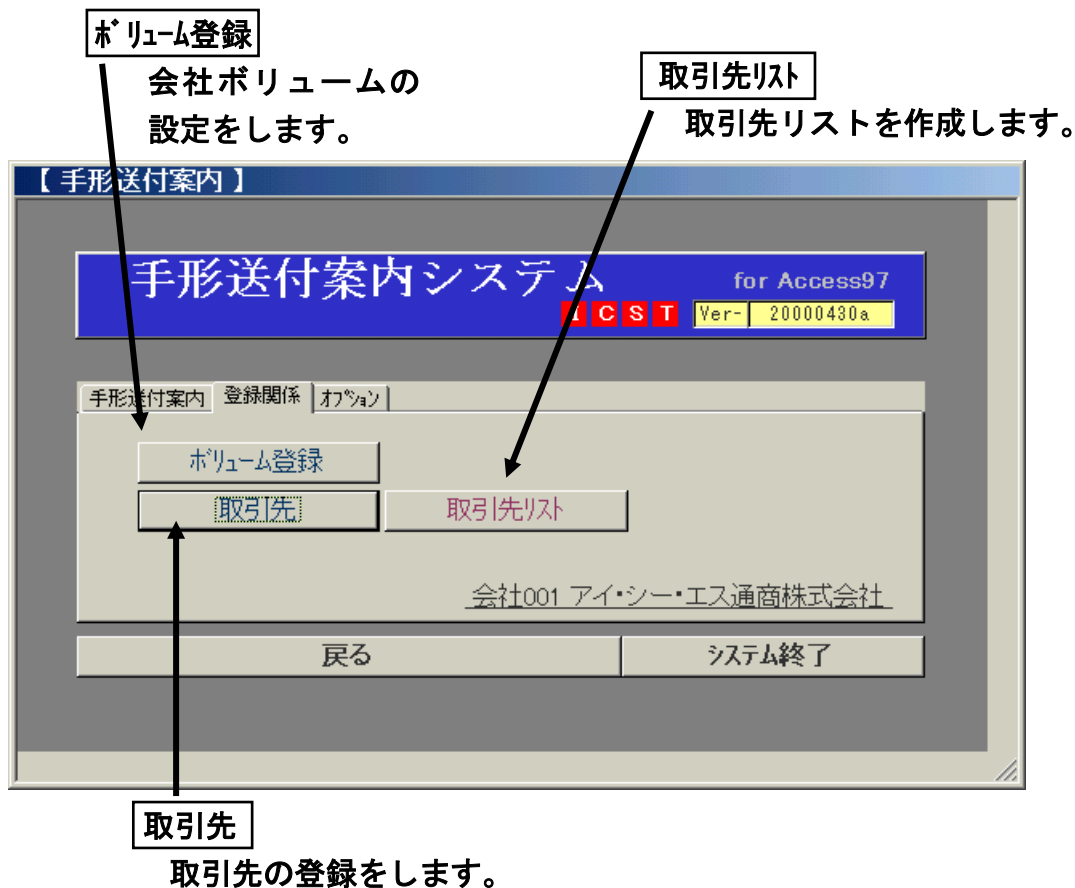 ﾎﾞﾘｭｰﾑ登録
会社ボリュームの
設定をします。
取引先ﾘｽﾄ
取引先リストを作成します。
【 手形送付案内 】
手形送付案内システム
for Access97
I C S T
Ver- 20000430a
手形送付案内 登録関係 ｵﾌﾟｼｮﾝ
ﾎﾞﾘｭｰﾑ登録
取引先 取引先ﾘｽﾄ
会社001 アイ・シー・エス通商株式会社
戻る ｼｽﾃﾑ終了
取引先
取引先の登録をします。